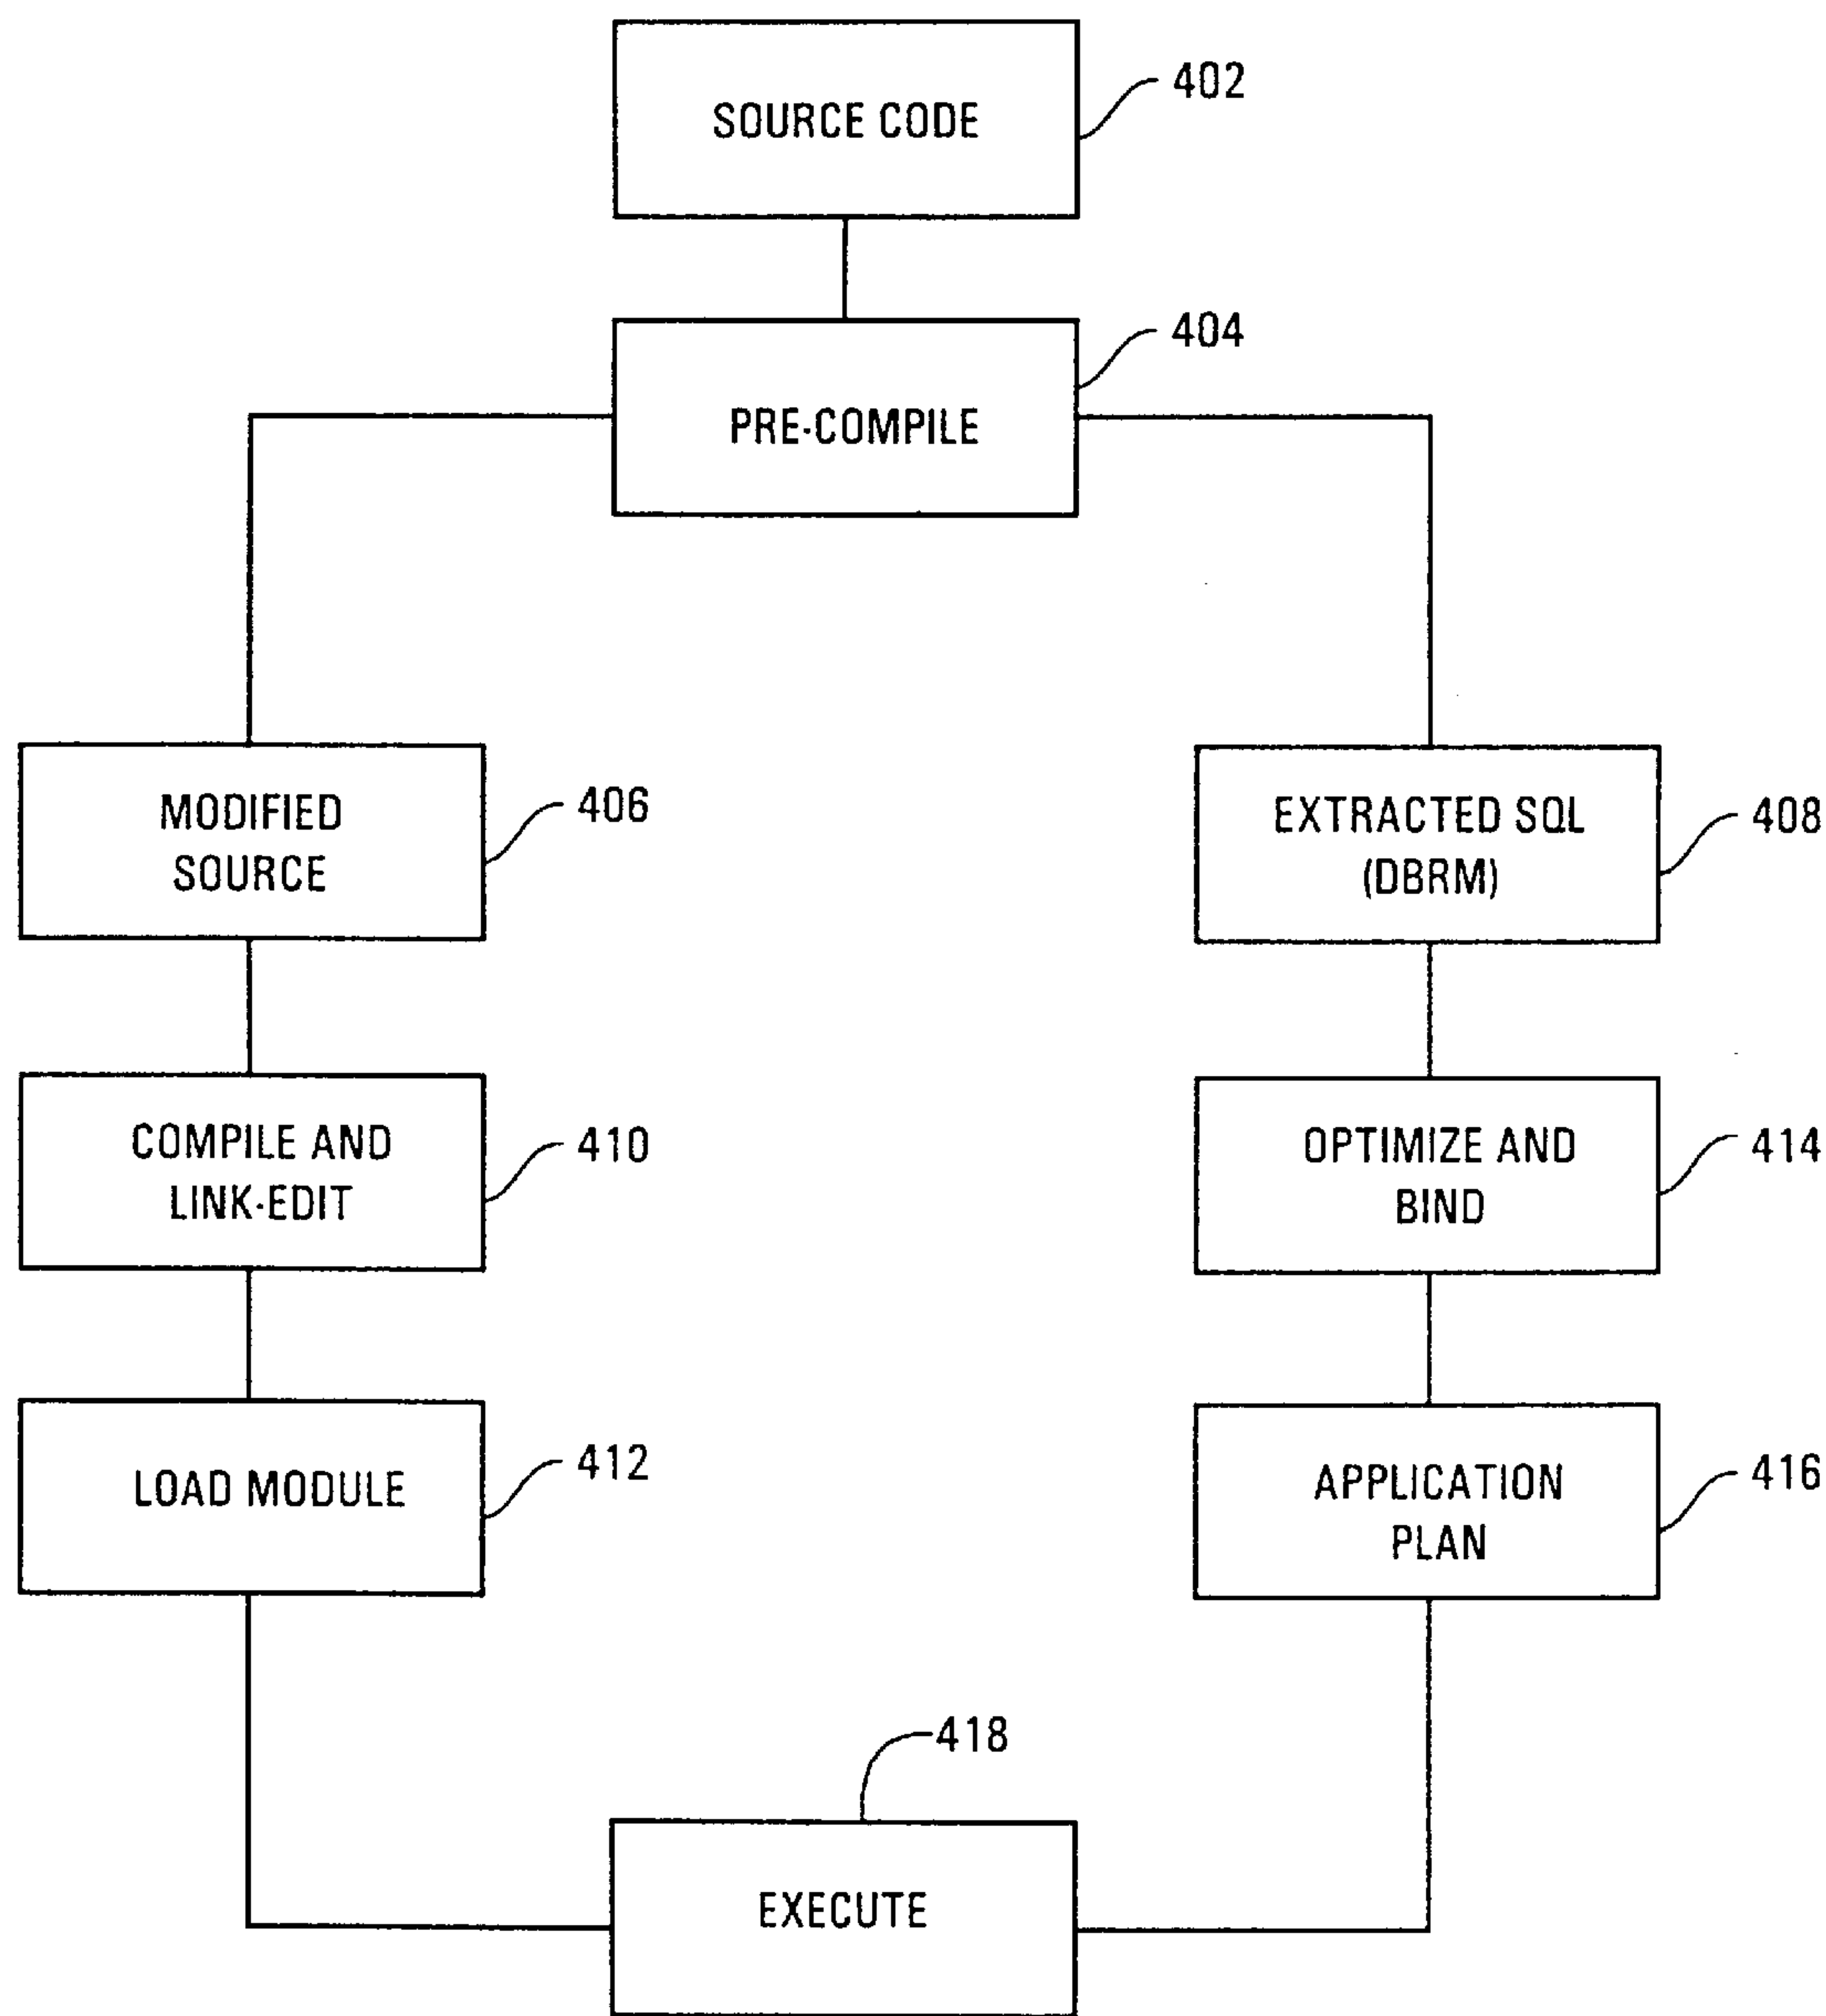 SOURCE CODE
402
PRE-COMPILE
404
MODIFIED
SOURCE
406
EXTRACTED SQL
(DBRM)
408
COMPILE AND
LINK-EDIT
410
OPTIMIZE AND
BIND
414
LOAD MODULE
412
APPLICATION
PLAN
416
418
EXECUTE